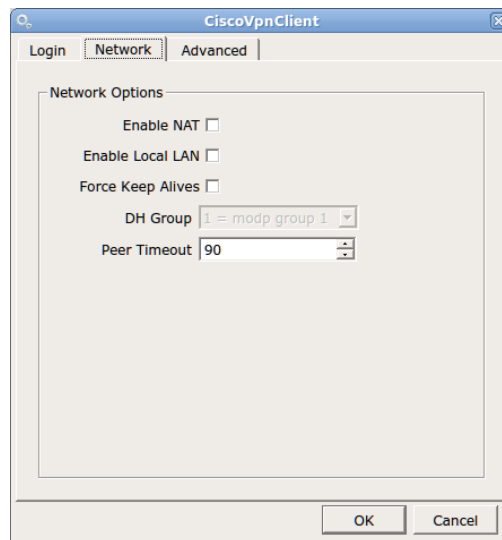 CiscoVpnClient
Login Network Advanced
Network Options
Enable NAT
Enable Local LAN
Force Keep Alives
DH Group 1 = modp group 1
Peer Timeout 90
OK Cancel